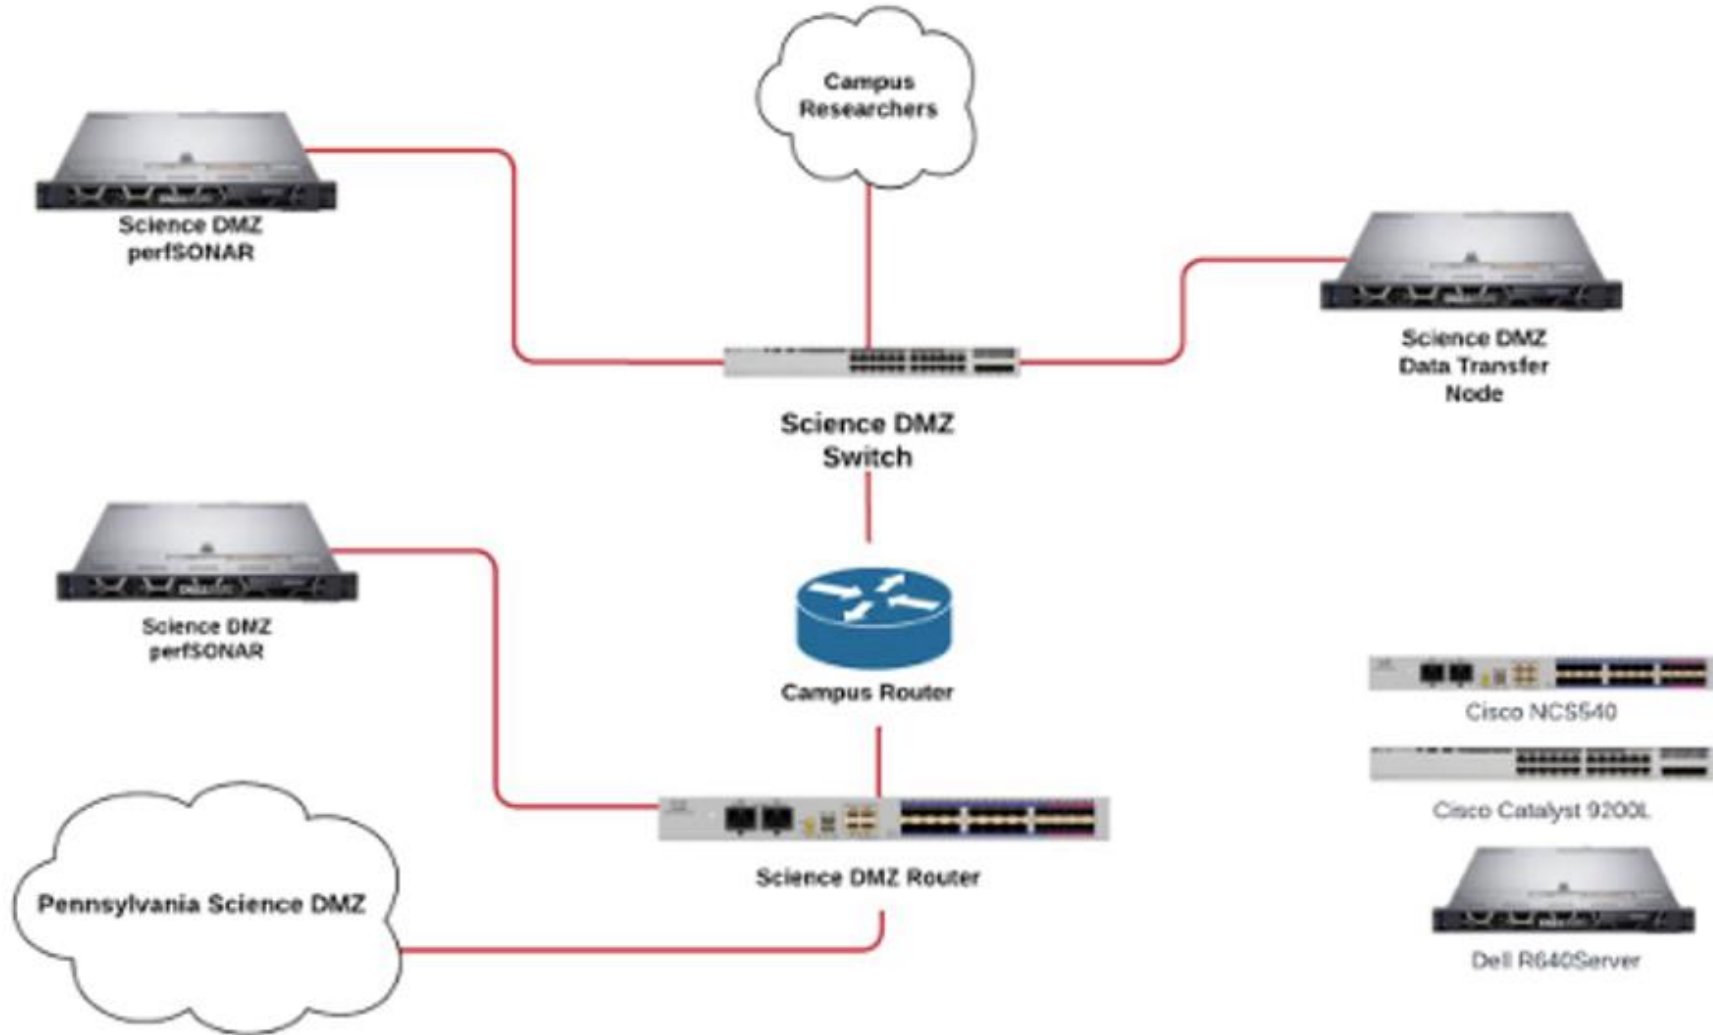 Campus
Researchers
Science DMZ
perfSONAR
Science DMZ
Data Transfer
Node
Science DMZ
Switch
Science DMZ
perfSONAR
Campus Router
Cisco NCS540
Cisco Catalyst 9200L
Science DMZ Router
Pennsylvania Science DMZ
Dell R640Server